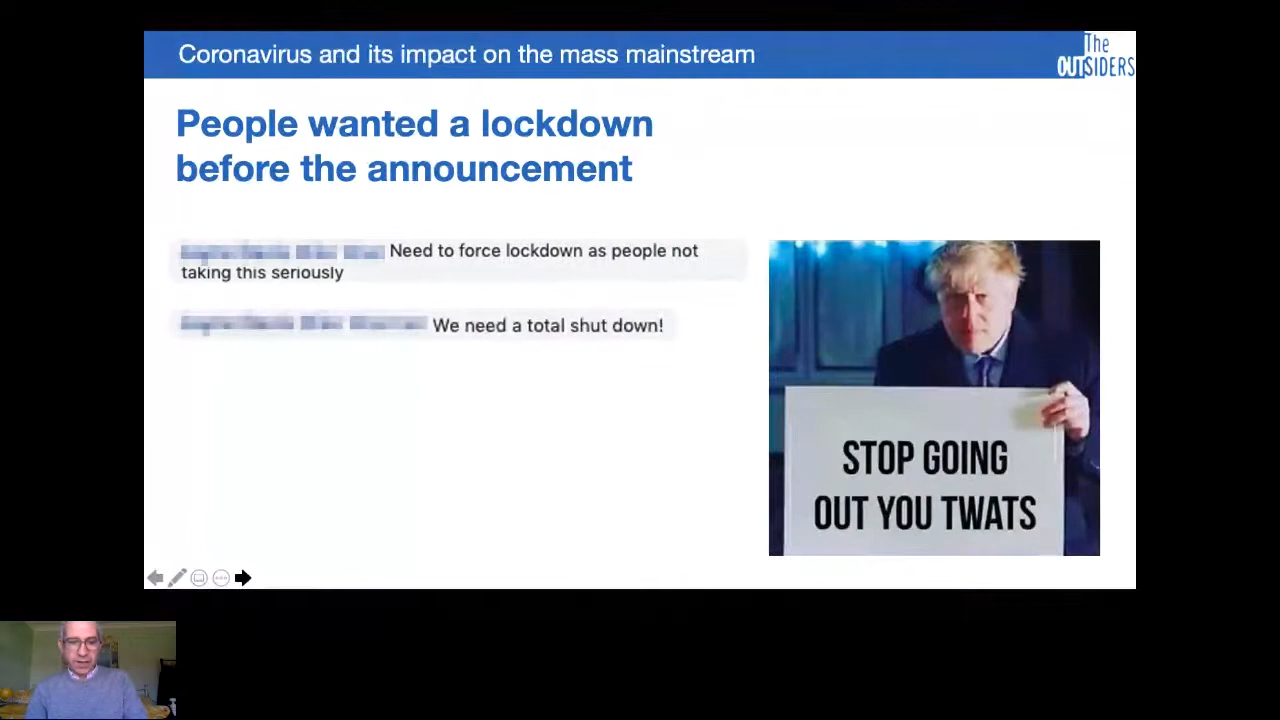 Coronavirus and its impact on the mass mainstream
The
OUTSIDERS
People wanted a lockdown
before the announcement
Need to force lockdown as people not
taking this seriously
We need a total shut down!
STOP GOING
OUT YOU TWATS